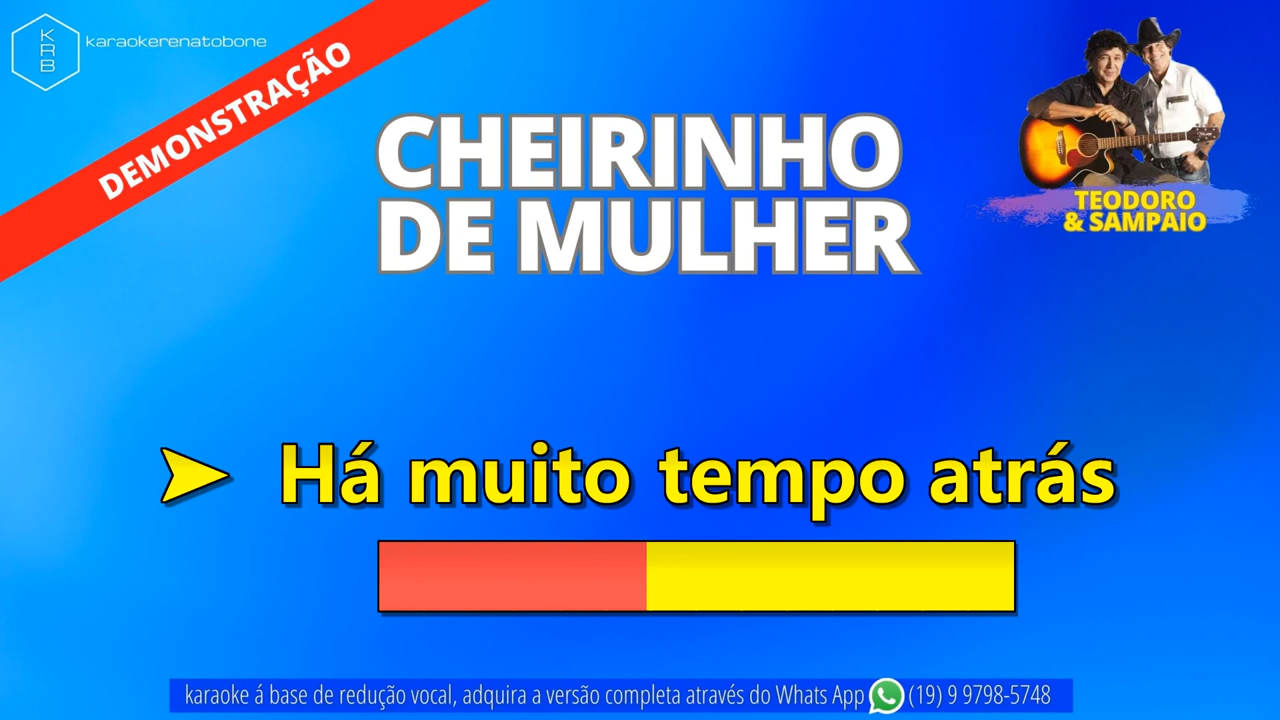 KRB
karaokerenatobone
DEMONSTRAÇÃO
CHEIRINHO
DE MULHER
TEODORO
& SAMPAIO
➤ Há muito tempo atrás
karaoke á base de redução vocal, adquira a versão completa através do Whats App (19) 9 9798-5748